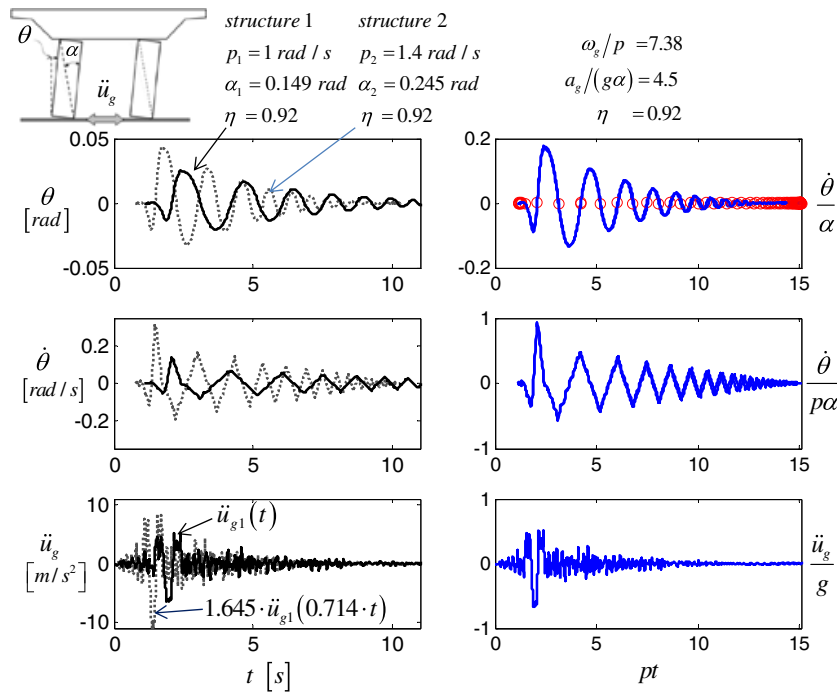 θ α ü_g
structure 1 structure 2
p₁ = 1 rad / s p₂ = 1.4 rad / s
α₁ = 0.149 rad α₂ = 0.245 rad
η = 0.92 η = 0.92
ω_g/p = 7.38
a_g/(gα) = 4.5
η = 0.92
θ [rad]
0.05
0
-0.05
0 5 10
0.2
0
-0.2
0 5 10 15
θ̇/α
θ̇ [rad / s]
0.2
0
-0.2
0 5 10
1
0
-1
0 5 10 15
θ̇/pα
ü_g [m/s²]
10
0
-10
0 5 10
ü_g1(t)
1.645·ü_g1(0.714·t)
t [s]
1
0
-1
0 5 10 15
ü_g/g
pt